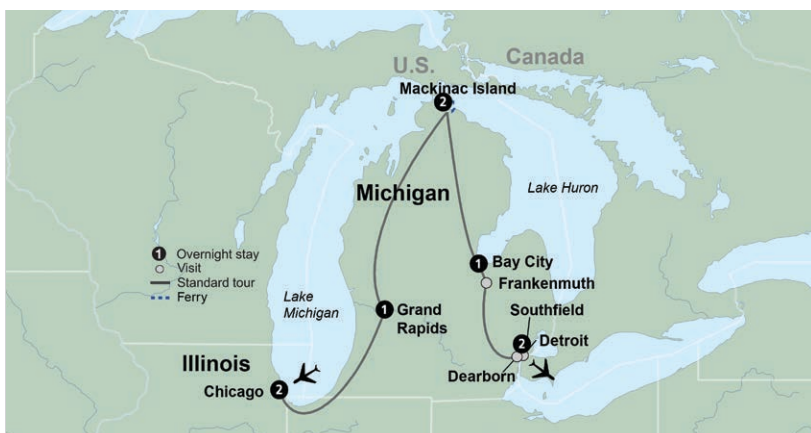 Canada
U.S.
Mackinac Island
2
Michigan
Lake Huron
1 Overnight stay
Visit
Standard tour
Ferry
1 Bay City
Frankenmuth
Lake
Michigan
1 Grand
Rapids
Southfield
2
Detroit
Dearborn
Illinois
Chicago 2